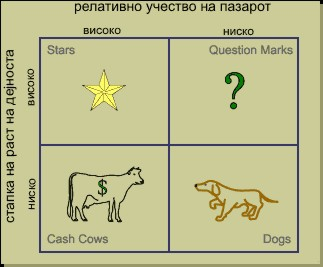 релативно учество на пазарот
високо
ниско
стапка на раст на дејноста
високо
ниско
Stars
Question Marks
?
$
Cash Cows
Dogs